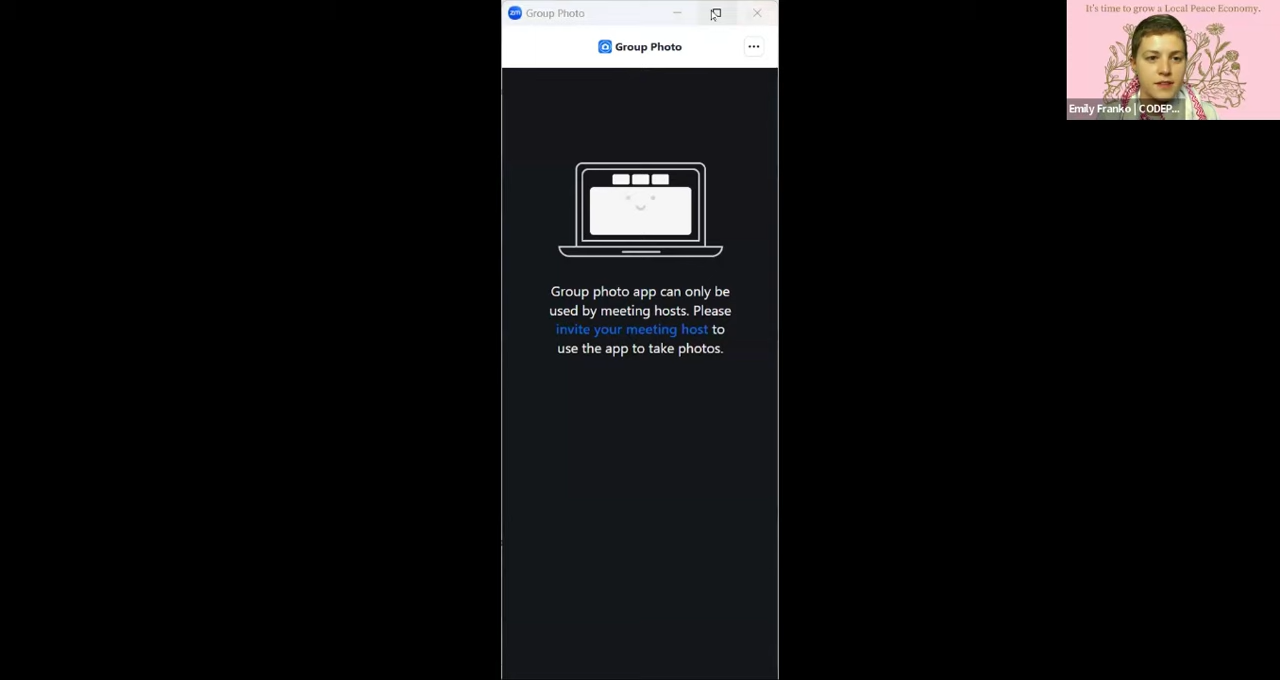 zm Group Photo
It's time to grow a Local Peace Economy.
Group Photo
Emily Franko | CODEP...
Group photo app can only be
used by meeting hosts. Please
invite your meeting host to
use the app to take photos.